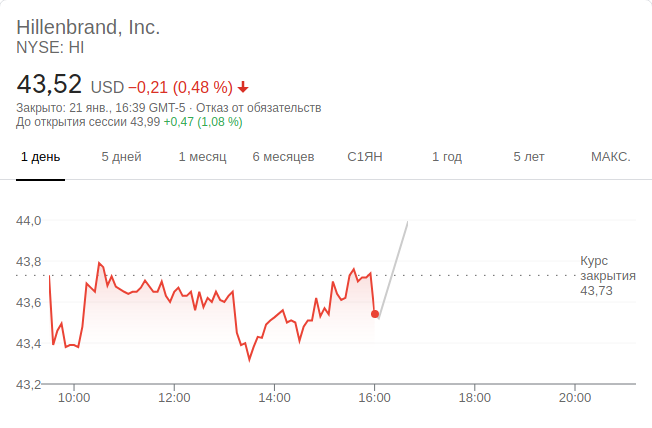 Hillenbrand, Inc.
NYSE: HI
43,52 USD −0,21 (0,48 %)
Закрыто: 21 янв., 16:39 GMT-5 · Отказ от обязательств
До открытия сессии 43,99 +0,47 (1,08 %)
1 день 5 дней 1 месяц 6 месяцев С1ЯН 1 год 5 лет МАКС.
44,0
43,8
43,6
43,4
43,2
Курс
закрытия
43,73
10:00 12:00 14:00 16:00 18:00 20:00